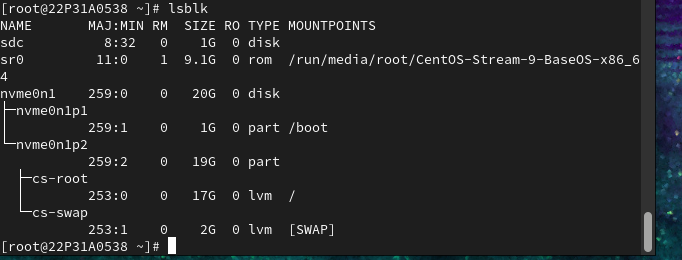 [root@22P31A0538 ~]# lsblk
NAME        MAJ:MIN RM  SIZE RO TYPE MOUNTPOINTS
sdc           8:32   0    1G  0 disk
sr0          11:0    1  9.1G  0 rom  /run/media/root/CentOS-Stream-9-BaseOS-x86_6
4
nvme0n1     259:0    0   20G  0 disk
├─nvme0n1p1
│           259:1    0    1G  0 part /boot
└─nvme0n1p2
            259:2    0   19G  0 part
  ├─cs-root
  │         253:0    0   17G  0 lvm  /
  └─cs-swap
            253:1    0    2G  0 lvm  [SWAP]
[root@22P31A0538 ~]#